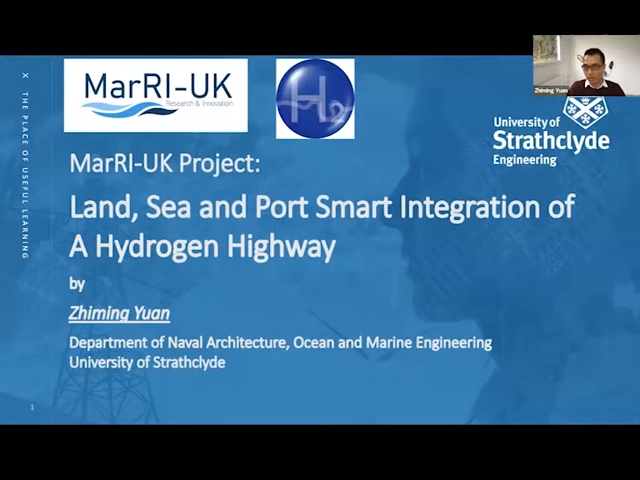 X THE PLACE OF USEFUL LEARNING
MarRI-UK
Research & Innovation
H2
Zhiming Yuan
University of
Strathclyde
Engineering
MarRI-UK Project:
Land, Sea and Port Smart Integration of
A Hydrogen Highway
by
Zhiming Yuan
Department of Naval Architecture, Ocean and Marine Engineering
University of Strathclyde
1